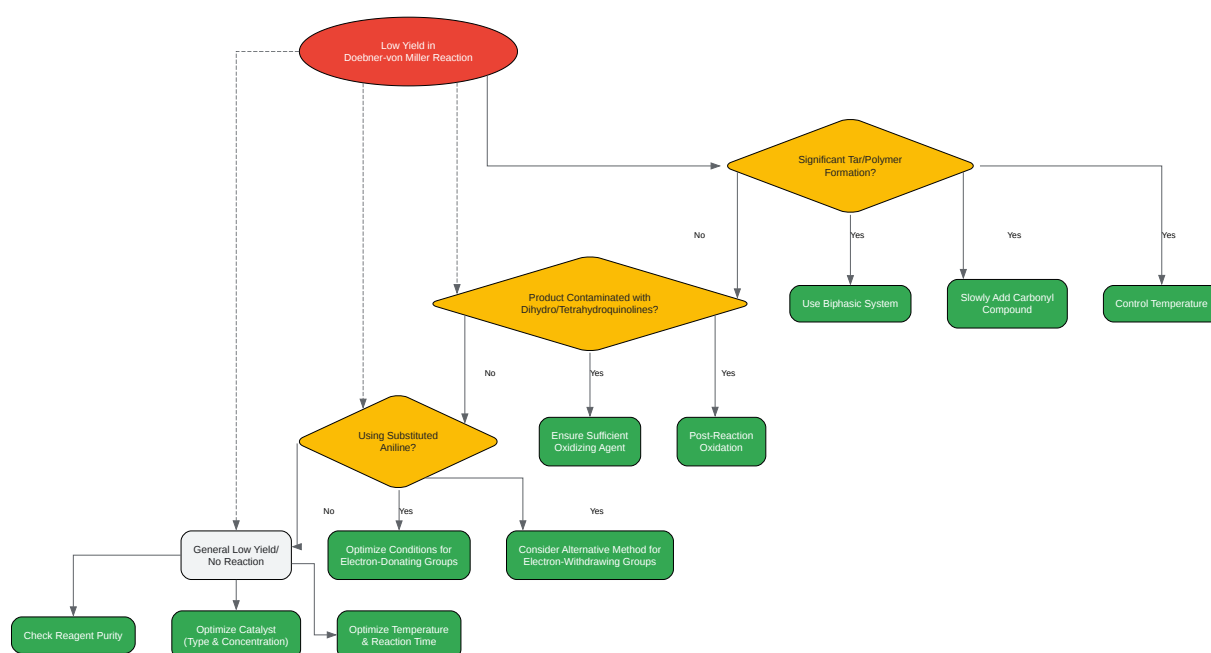 Low Yield in
Doebner-von Miller Reaction
Significant Tar/Polymer
Formation?
No
Yes
Yes
Yes
Product Contaminated with
Dihydro/Tetrahydroquinolines?
Use Biphasic System
Slowly Add Carbonyl
Compound
Control Temperature
No
Yes
Yes
Using Substituted
Aniline?
Ensure Sufficient
Oxidizing Agent
Post-Reaction
Oxidation
No
Yes
Yes
General Low Yield/
No Reaction
Optimize Conditions for
Electron-Donating Groups
Consider Alternative Method for
Electron-Withdrawing Groups
Check Reagent Purity
Optimize Catalyst
(Type & Concentration)
Optimize Temperature
& Reaction Time